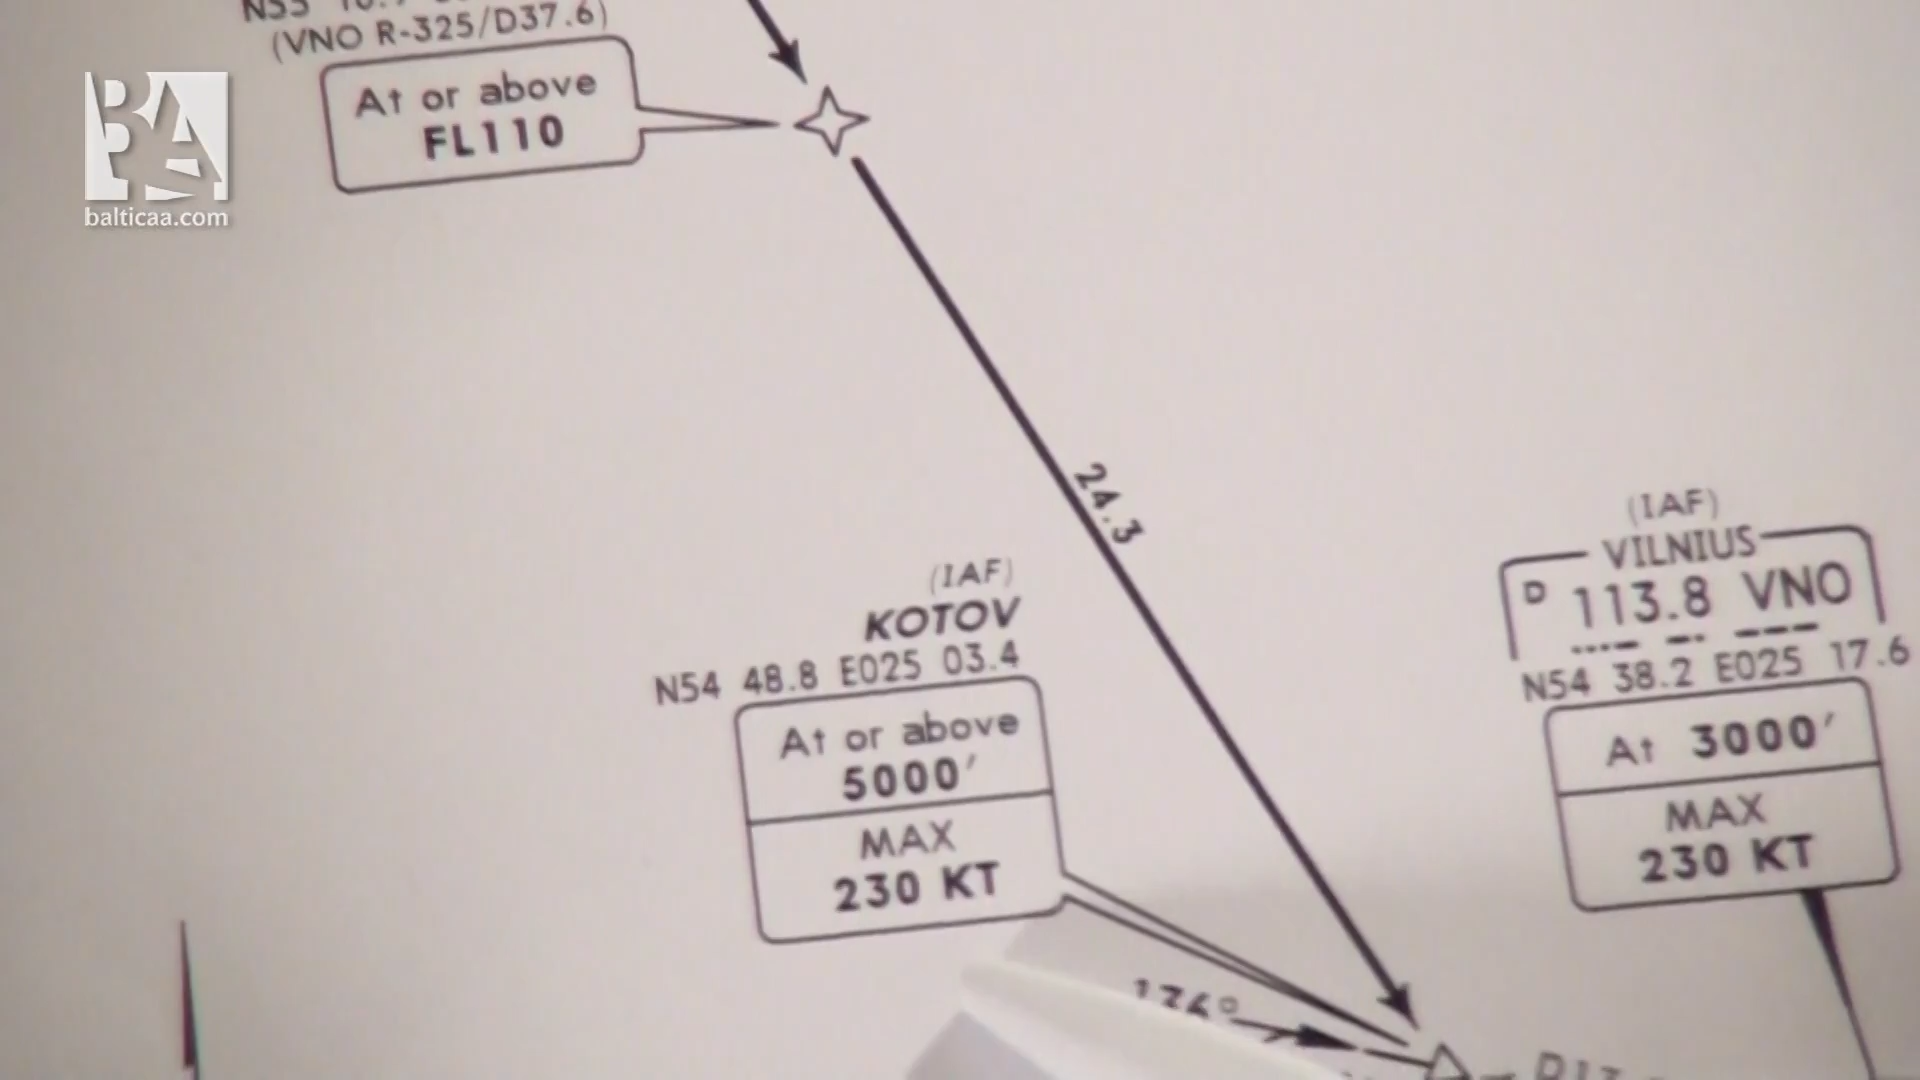 (VNO R-325/D37.6)
At or above
FL110
balticaa.com
24.3
(IAF)
KOTOV
N54 48.8 E025 03.4
At or above
5000'
MAX
230 KT
(IAF)
VILNIUS
D 113.8 VNO
N54 38.2 E025 17.6
At 3000'
MAX
230 KT